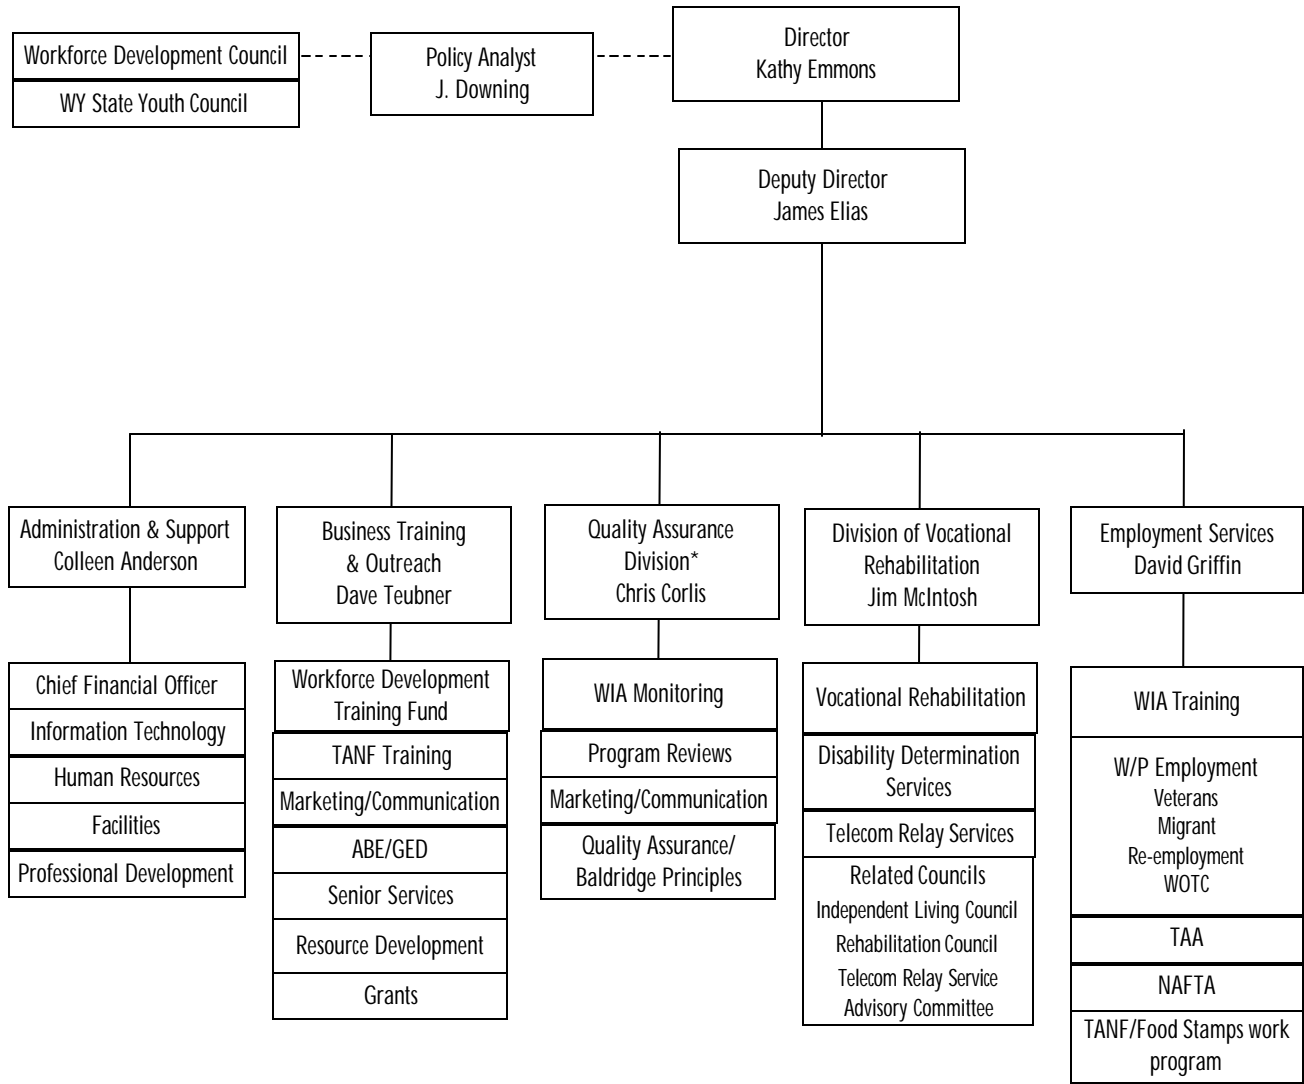 Workforce Development Council
WY State Youth Council
Policy Analyst
J. Downing
Director
Kathy Emmons
Deputy Director
James Elias
Administration & Support
Colleen Anderson
Chief Financial Officer
Information Technology
Human Resources
Facilities
Professional Development
Business Training
& Outreach
Dave Teubner
Workforce Development
Training Fund
TANF Training
Marketing/Communication
ABE/GED
Senior Services
Resource Development
Grants
Quality Assurance
Division*
Chris Corlis
WIA Monitoring
Program Reviews
Marketing/Communication
Quality Assurance/
Baldridge Principles
Division of Vocational
Rehabilitation
Jim McIntosh
Vocational Rehabilitation
Disability Determination
Services
Telecom Relay Services
Related Councils
Independent Living Council
Rehabilitation Council
Telecom Relay Service
Advisory Committee
Employment Services
David Griffin
WIA Training
W/P Employment
Veterans
Migrant
Re-employment
WOTC
TAA
NAFTA
TANF/Food Stamps work
program